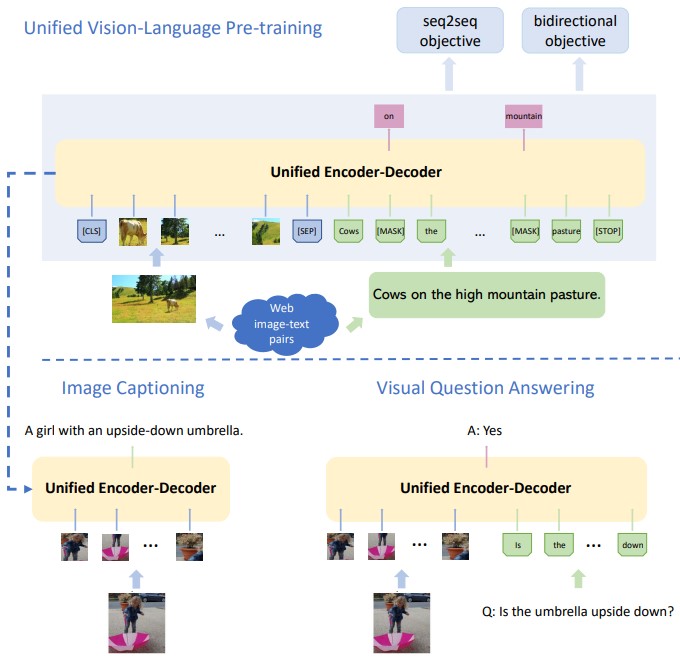 Unified Vision-Language Pre-training
seq2seq
objective
bidirectional
objective
on
mountain
Unified Encoder-Decoder
[CLS]
...
[SEP]
Cows
[MASK]
the
...
[MASK]
pasture
[STOP]
Web
image-text
pairs
Cows on the high mountain pasture.
Image Captioning
A girl with an upside-down umbrella.
Unified Encoder-Decoder
...
Visual Question Answering
A: Yes
Unified Encoder-Decoder
...
Is
the
...
down
Q: Is the umbrella upside down?